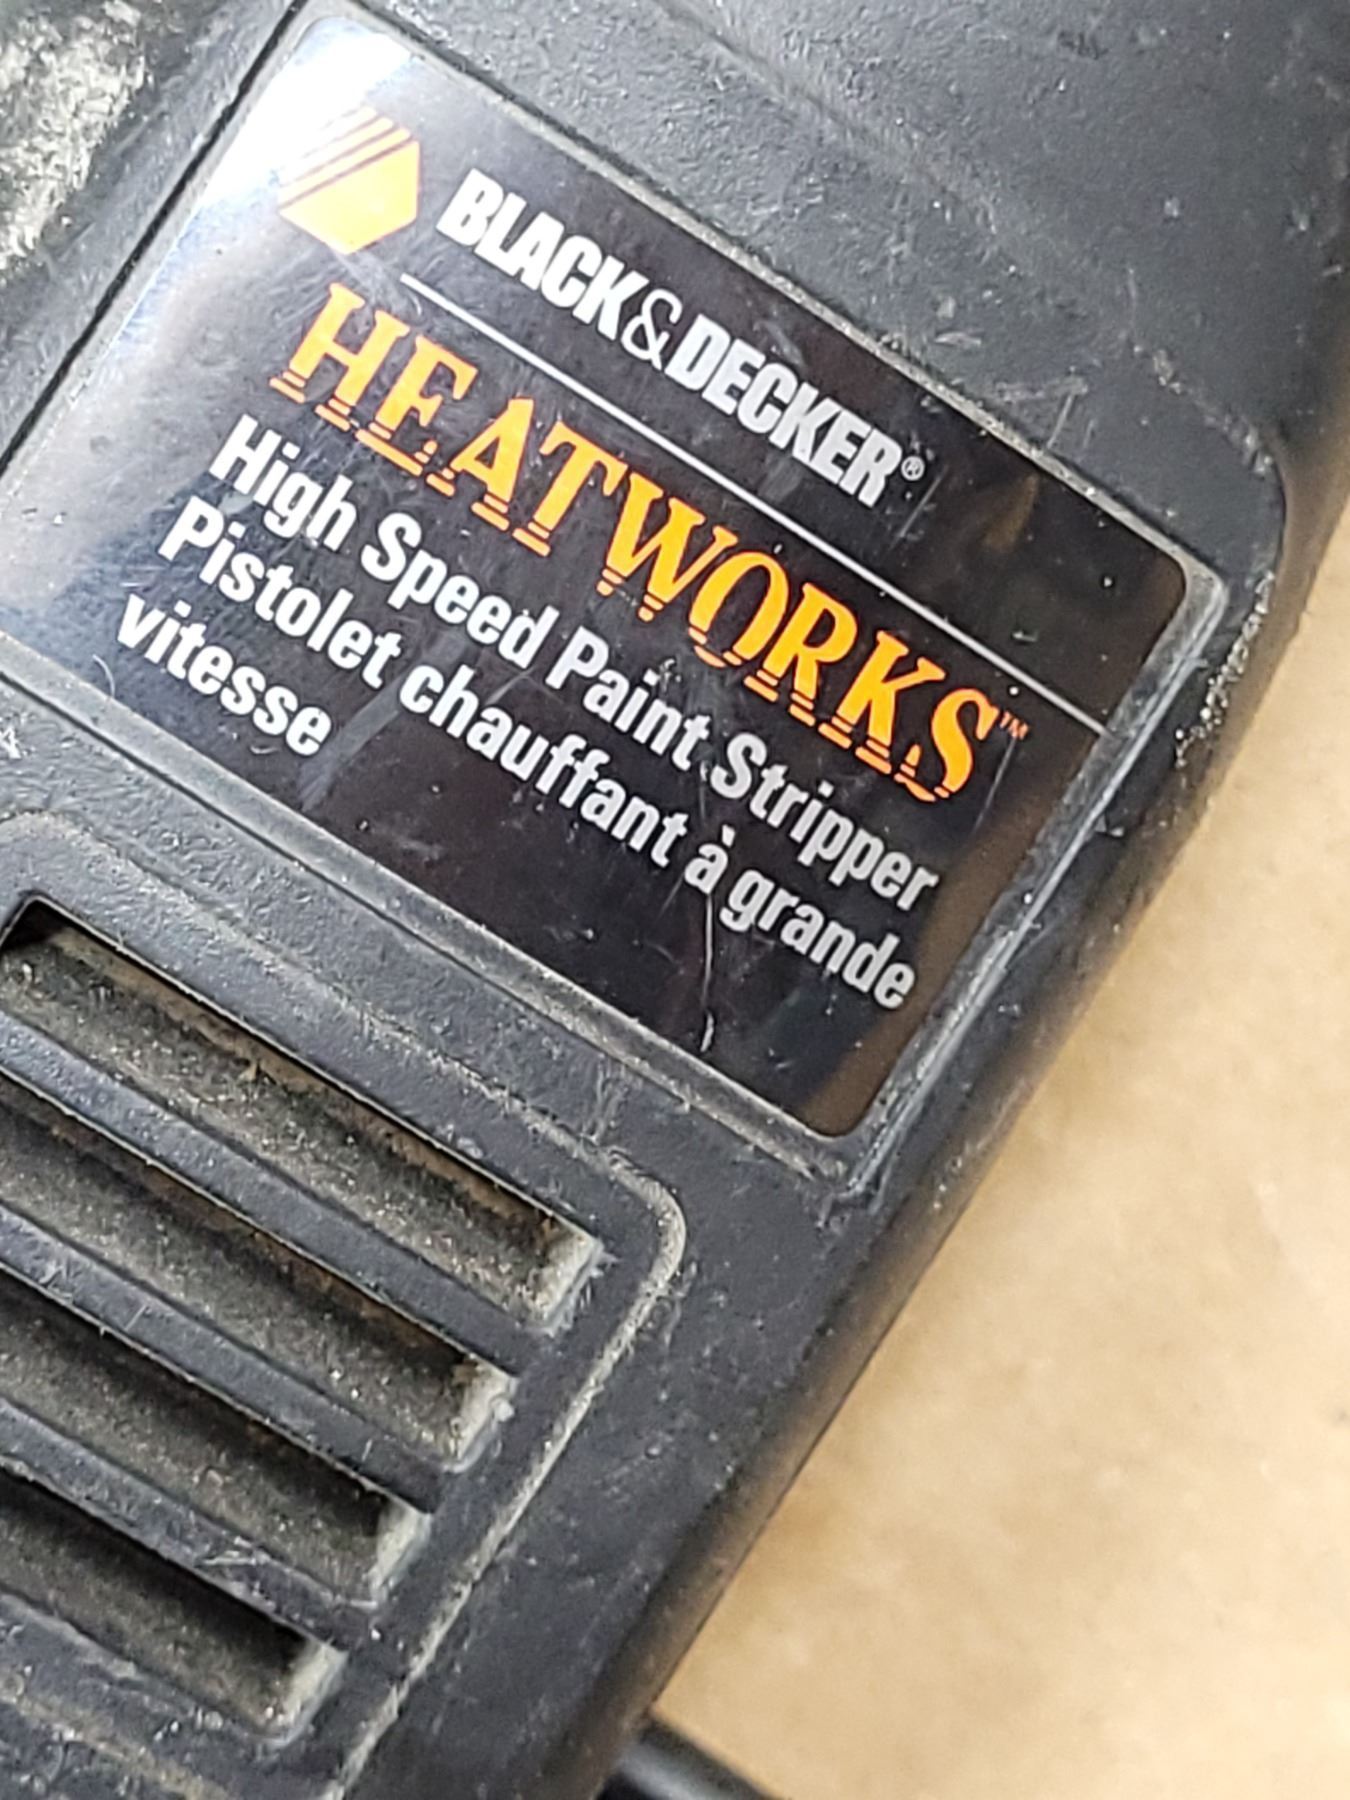 BLACK&DECKER®
HEATWORKS™
High Speed Paint Stripper
Pistolet chauffant à grande
vitesse